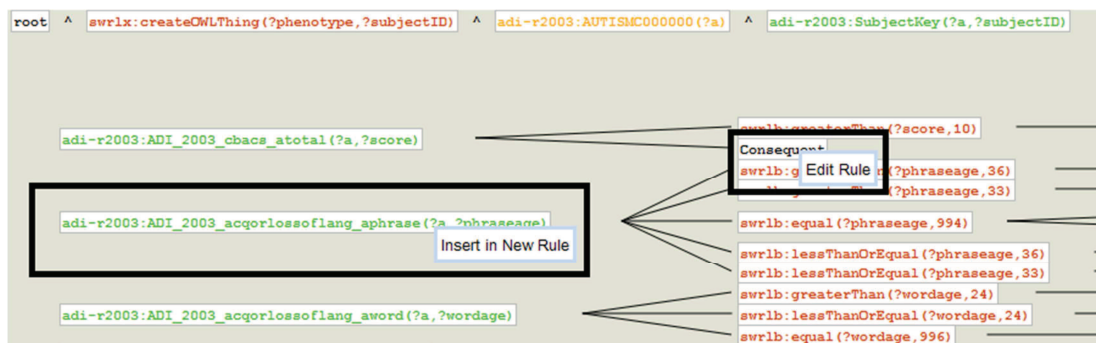 root ^ swrlx:createOWLThing(?phenotype,?subjectID) ^ adi-r2003:AUTISMC000000(?a) ^ adi-r2003:SubjectKey(?a,?subjectID)
adi-r2003:ADI_2003_cbacs_atotal(?a,?score)
swrlb:greaterThan(?score,10)
Consequent
Edit Rule
(?phraseage,36)
(?phraseage,33)
adi-r2003:ADI_2003_acqorlossoflang_aphrase(?a,?phraseage)
Insert in New Rule
swrlb:equal(?phraseage,994)
swrlb:lessThanOrEqual(?phraseage,36)
swrlb:lessThanOrEqual(?phraseage,33)
adi-r2003:ADI_2003_acqorlossoflang_aword(?a,?wordage)
swrlb:greaterThan(?wordage,24)
swrlb:lessThanOrEqual(?wordage,24)
swrlb:equal(?wordage,996)